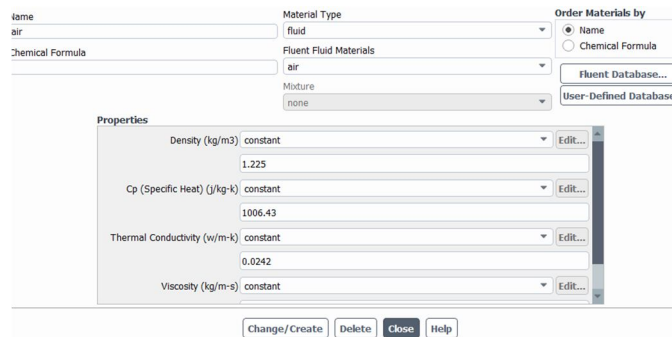 Name
air
Chemical Formula
Material Type
fluid
Fluent Fluid Materials
air
Mixture
none
Order Materials by
Name
Chemical Formula
Fluent Database...
User-Defined Database
Properties
Density (kg/m3) constant Edit...
1.225
Cp (Specific Heat) (j/kg-k) constant Edit...
1006.43
Thermal Conductivity (w/m-k) constant Edit...
0.0242
Viscosity (kg/m-s) constant Edit...
Change/Create Delete Close Help